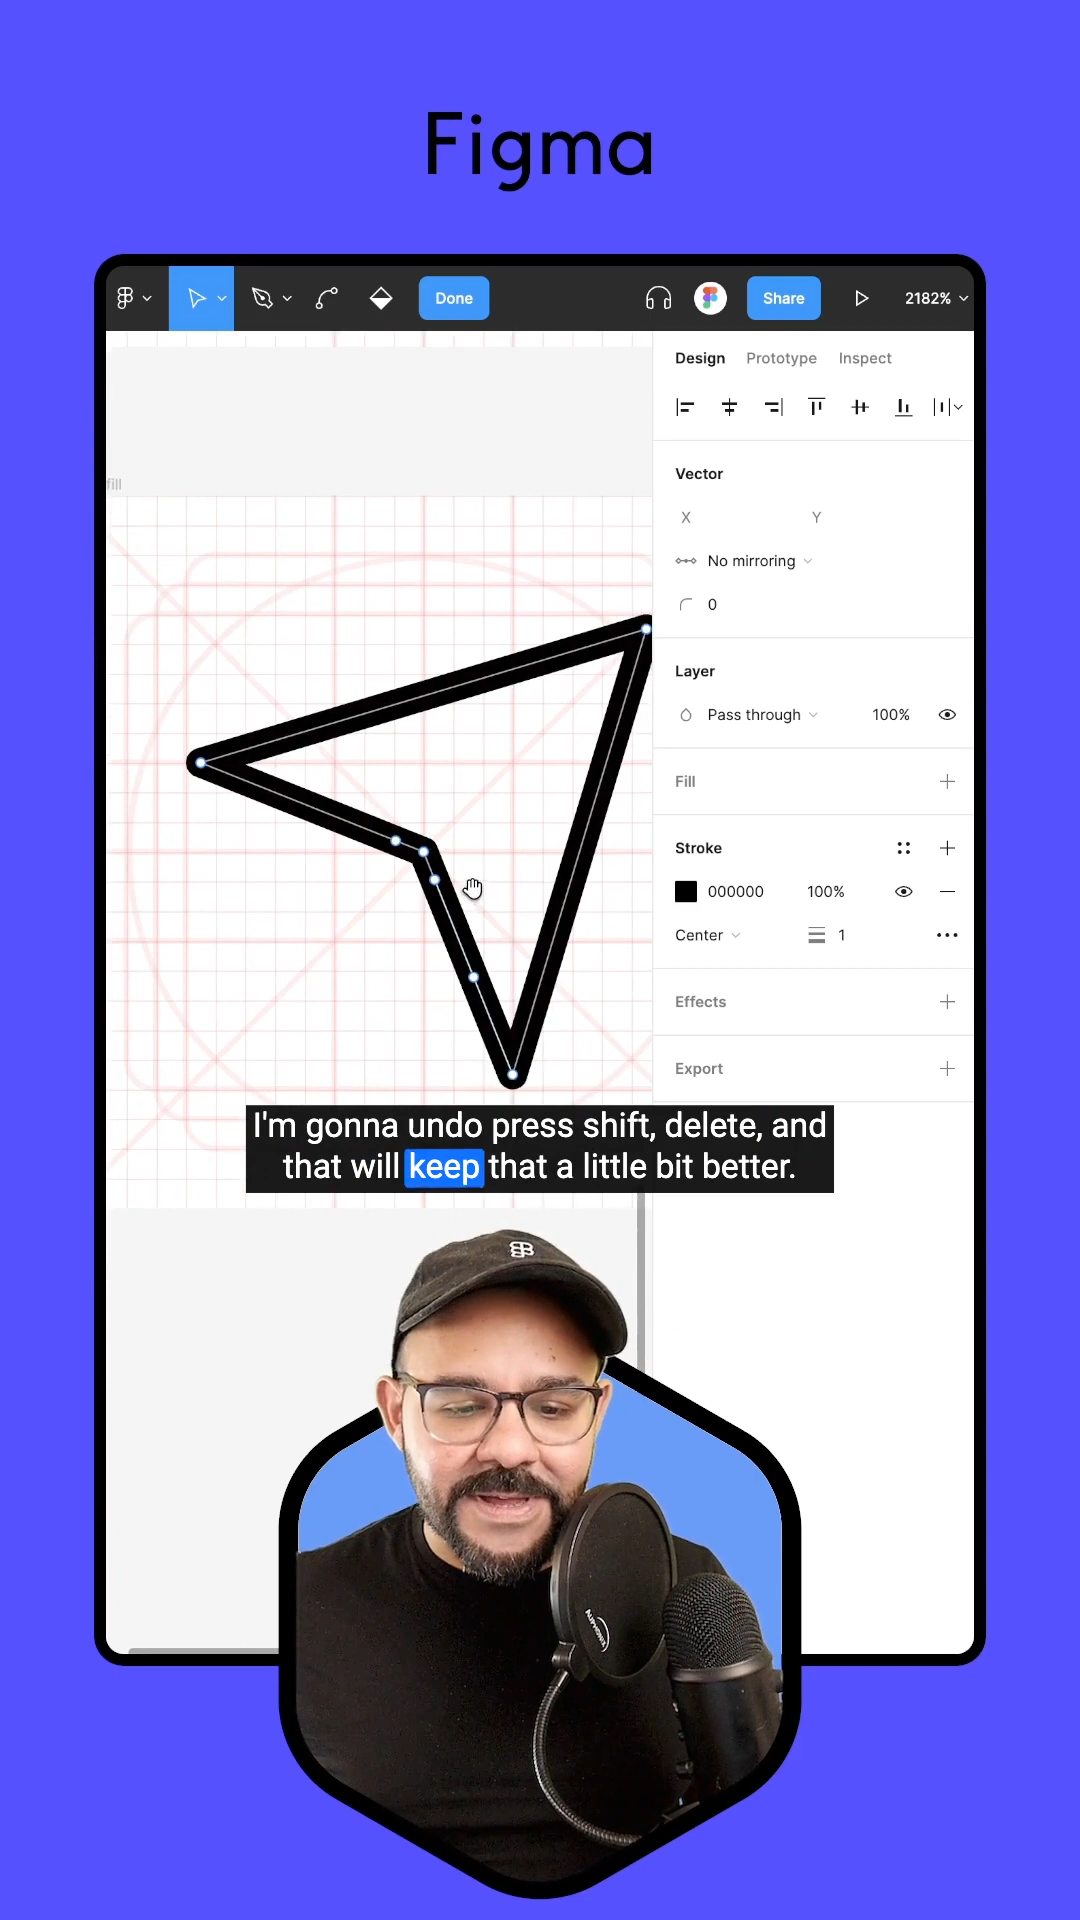 Figma
Done
Share
2182%
Design Prototype Inspect
fill
Vector
X Y
No mirroring
0
Layer
Pass through 100%
Fill
Stroke
000000 100%
Center 1
Effects
Export
I'm gonna undo press shift, delete, and
that will keep that a little bit better.